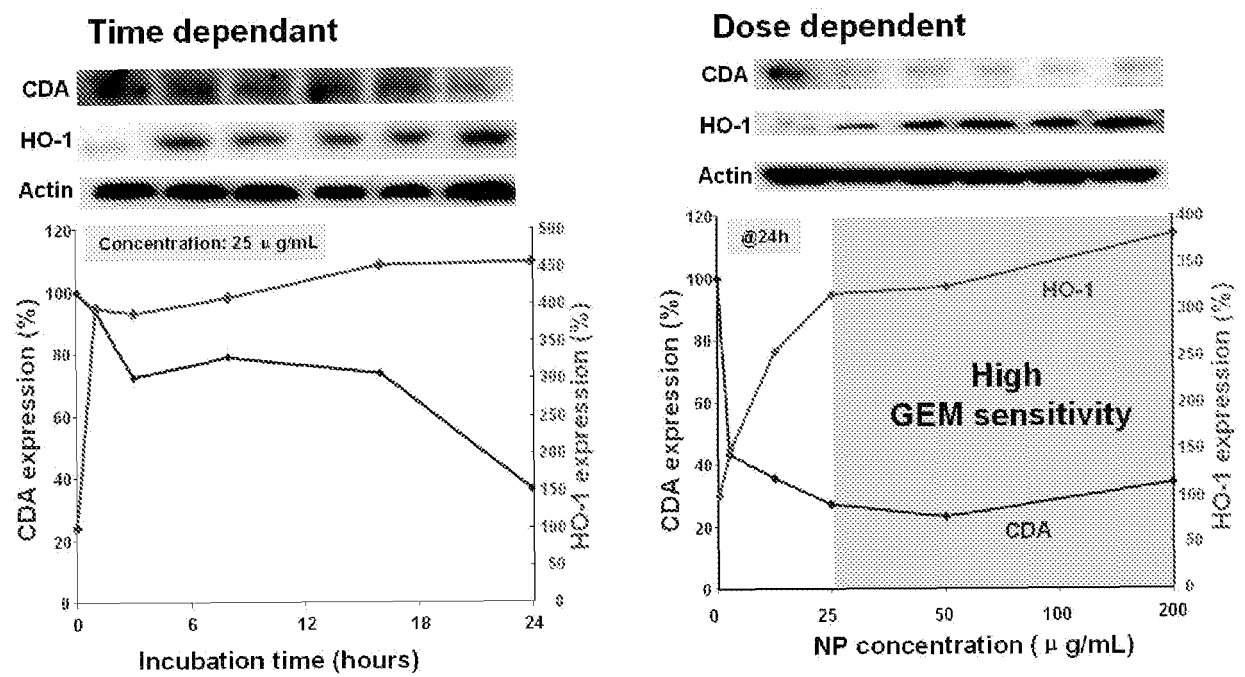 Time dependant
CDA
HO-1
Actin
Concentration: 25 μ g/mL
CDA expression (%)
120
100
80
60
40
20
0
HO-1 expression (%)
500
450
400
350
300
250
200
150
100
50
0
0 6 12 18 24
Incubation time (hours)
Dose dependent
CDA
HO-1
Actin
@24h
CDA expression (%)
120
100
80
60
40
20
0
HO-1
High
GEM sensitivity
CDA
HO-1 expression (%)
400
350
300
250
200
150
100
50
0
0 25 50 100 200
NP concentration ( μ g/mL)